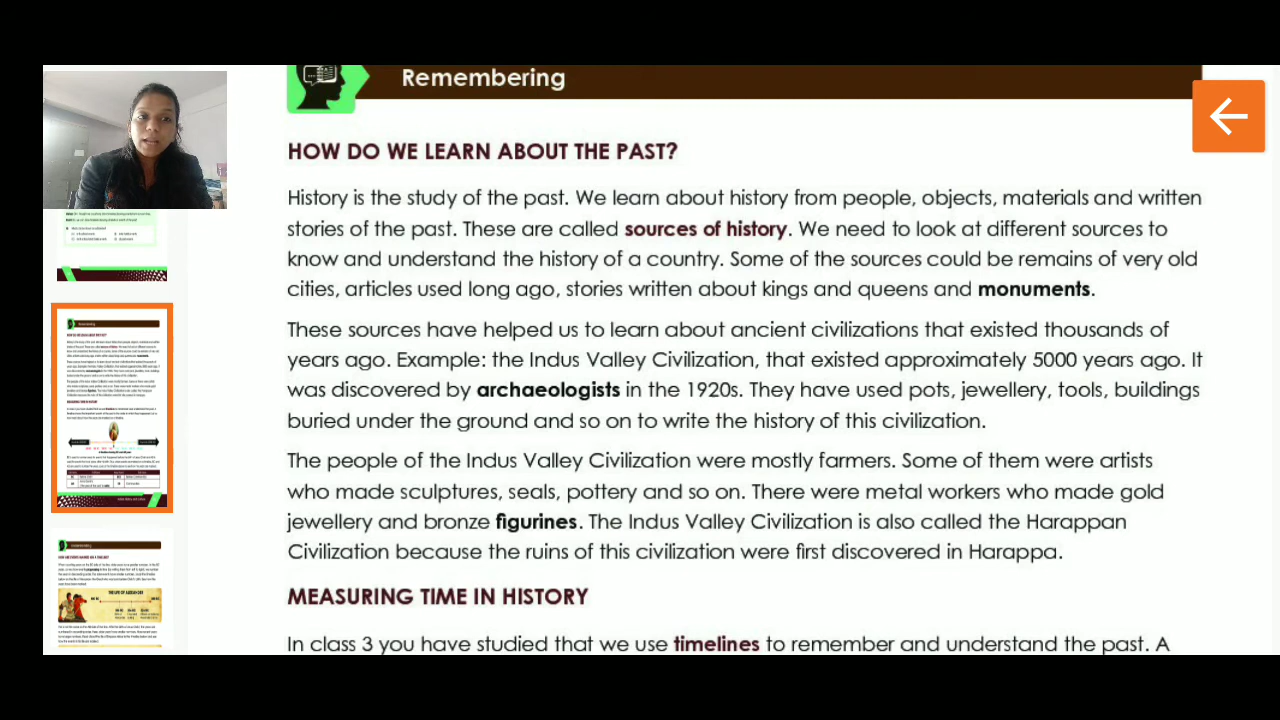 Remembering
HOW DO WE LEARN ABOUT THE PAST?
History is the study of the past. We learn about history from people, objects, materials and written
stories of the past. These are called sources of history. We need to look at different sources to
know and understand the history of a country. Some of the sources could be remains of very old
cities, articles used long ago, stories written about kings and queens and monuments.
These sources have helped us to learn about ancient civilizations that existed thousands of
years ago. Example: the Indus Valley Civilization, that existed approximately 5000 years ago. It
was discovered by archaeologists in the 1920s. They have used pots, jewellery, tools, buildings
buried under the ground and so on to write the history of this civilization.
The people of the Indus Valley Civilization were mainly farmers. Some of them were artists
who made sculptures, seals, pottery and so on. There were metal workers who made gold
jewellery and bronze figurines. The Indus Valley Civilization is also called the Harappan
Civilization because the ruins of this civilization were first discovered in Harappa.
MEASURING TIME IN HISTORY
In class 3 you have studied that we use timelines to remember and understand the past. A